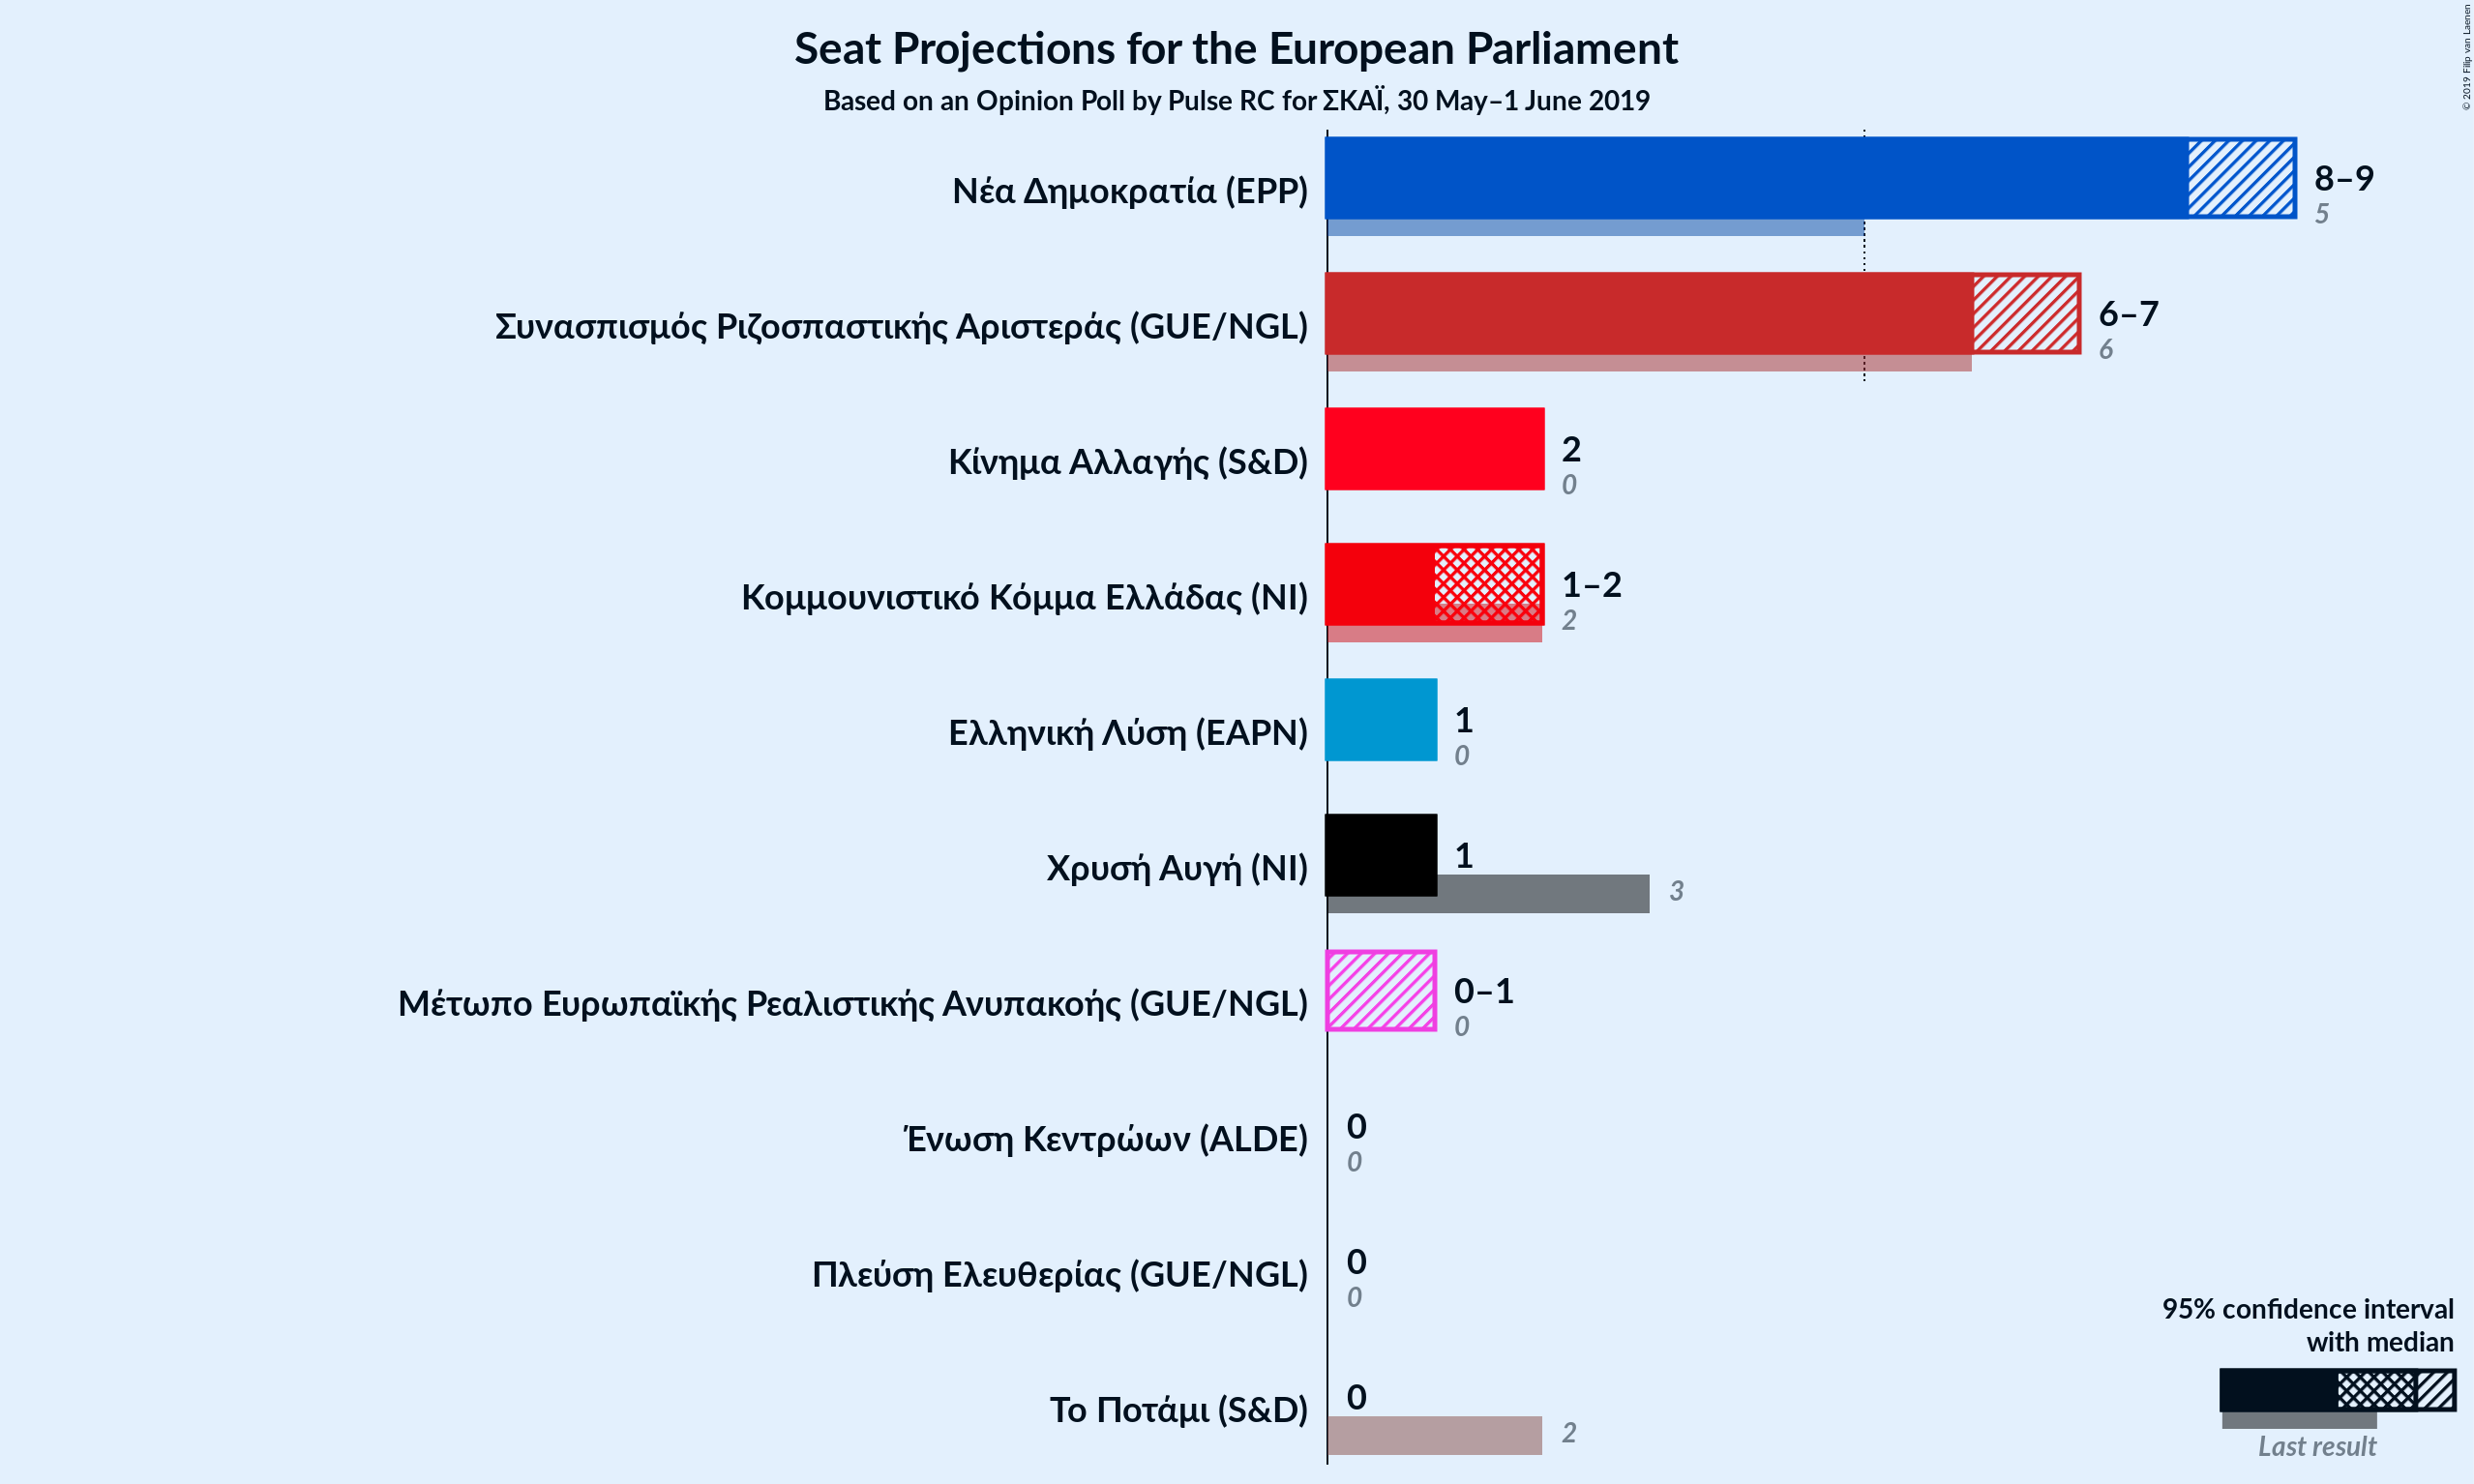 Seat Projections for the European Parliament
Based on an Opinion Poll by Pulse RC for ΣΚΑΪ, 30 May–1 June 2019
© 2019 Filip van Laenen
Νέα Δημοκρατία (EPP)
8–9
5
Συνασπισμός Ριζοσπαστικής Αριστεράς (GUE/NGL)
6–7
6
Κίνημα Αλλαγής (S&D)
2
0
Κομμουνιστικό Κόμμα Ελλάδας (NI)
1–2
2
Ελληνική Λύση (EAPN)
1
0
Χρυσή Αυγή (NI)
1
3
Μέτωπο Ευρωπαϊκής Ρεαλιστικής Ανυπακοής (GUE/NGL)
0–1
0
Ένωση Κεντρώων (ALDE)
0
0
Πλεύση Ελευθερίας (GUE/NGL)
0
0
Το Ποτάμι (S&D)
0
2
95% confidence interval
with median
Last result